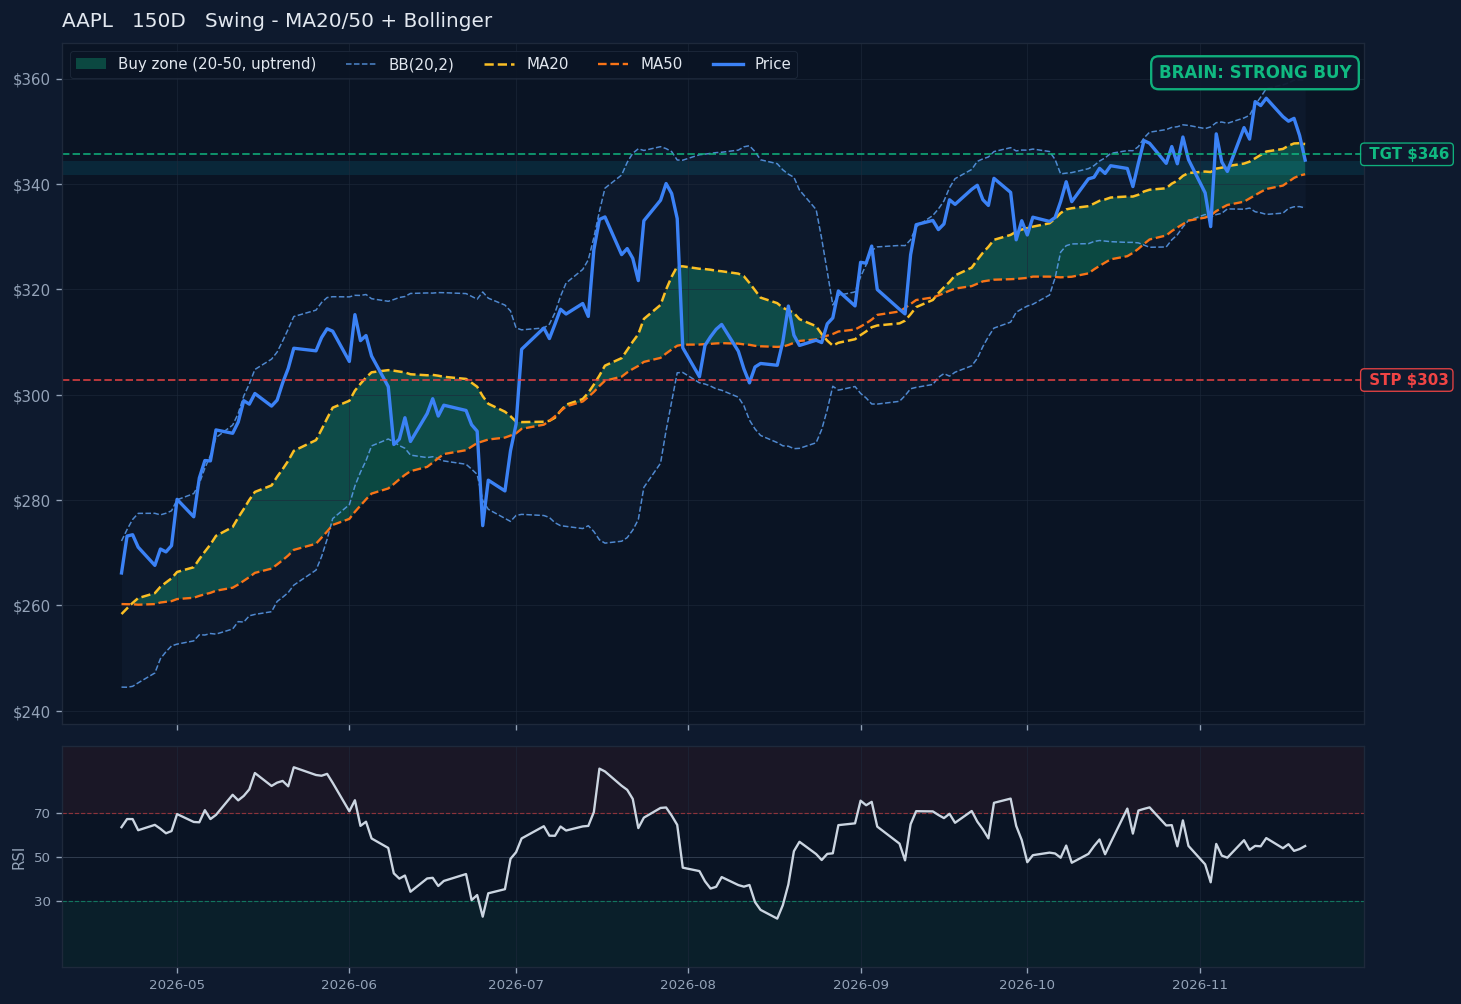 AAPL   150D   Swing - MA20/50 + Bollinger
Buy zone (20-50, uptrend)   BB(20,2)   MA20   MA50   Price
BRAIN: STRONG BUY
$360
TGT $346
$340
$320
STP $303
$300
$280
$260
$240
RSI
70
50
30
2026-05   2026-06   2026-07   2026-08   2026-09   2026-10   2026-11